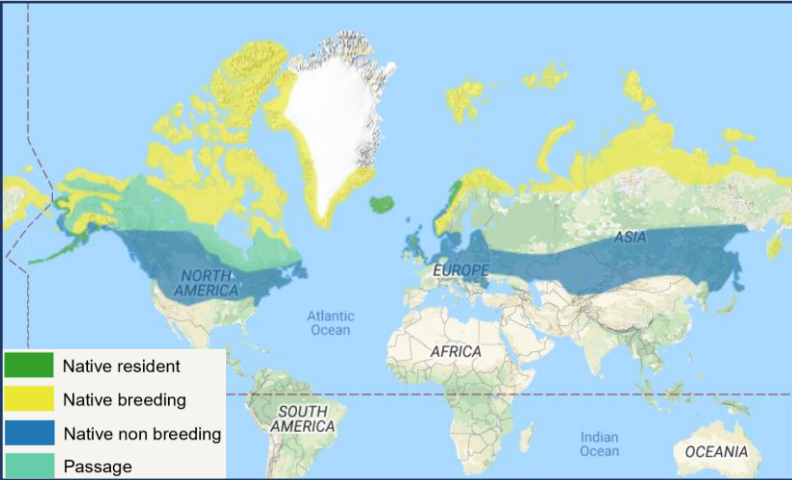 ASIA
NORTH
AMERICA
EUROPE
Atlantic
Ocean
AFRICA
Native resident
Native breeding
Native non breeding
Passage
SOUTH
AMERICA
Indian
Ocean
OCEANIA